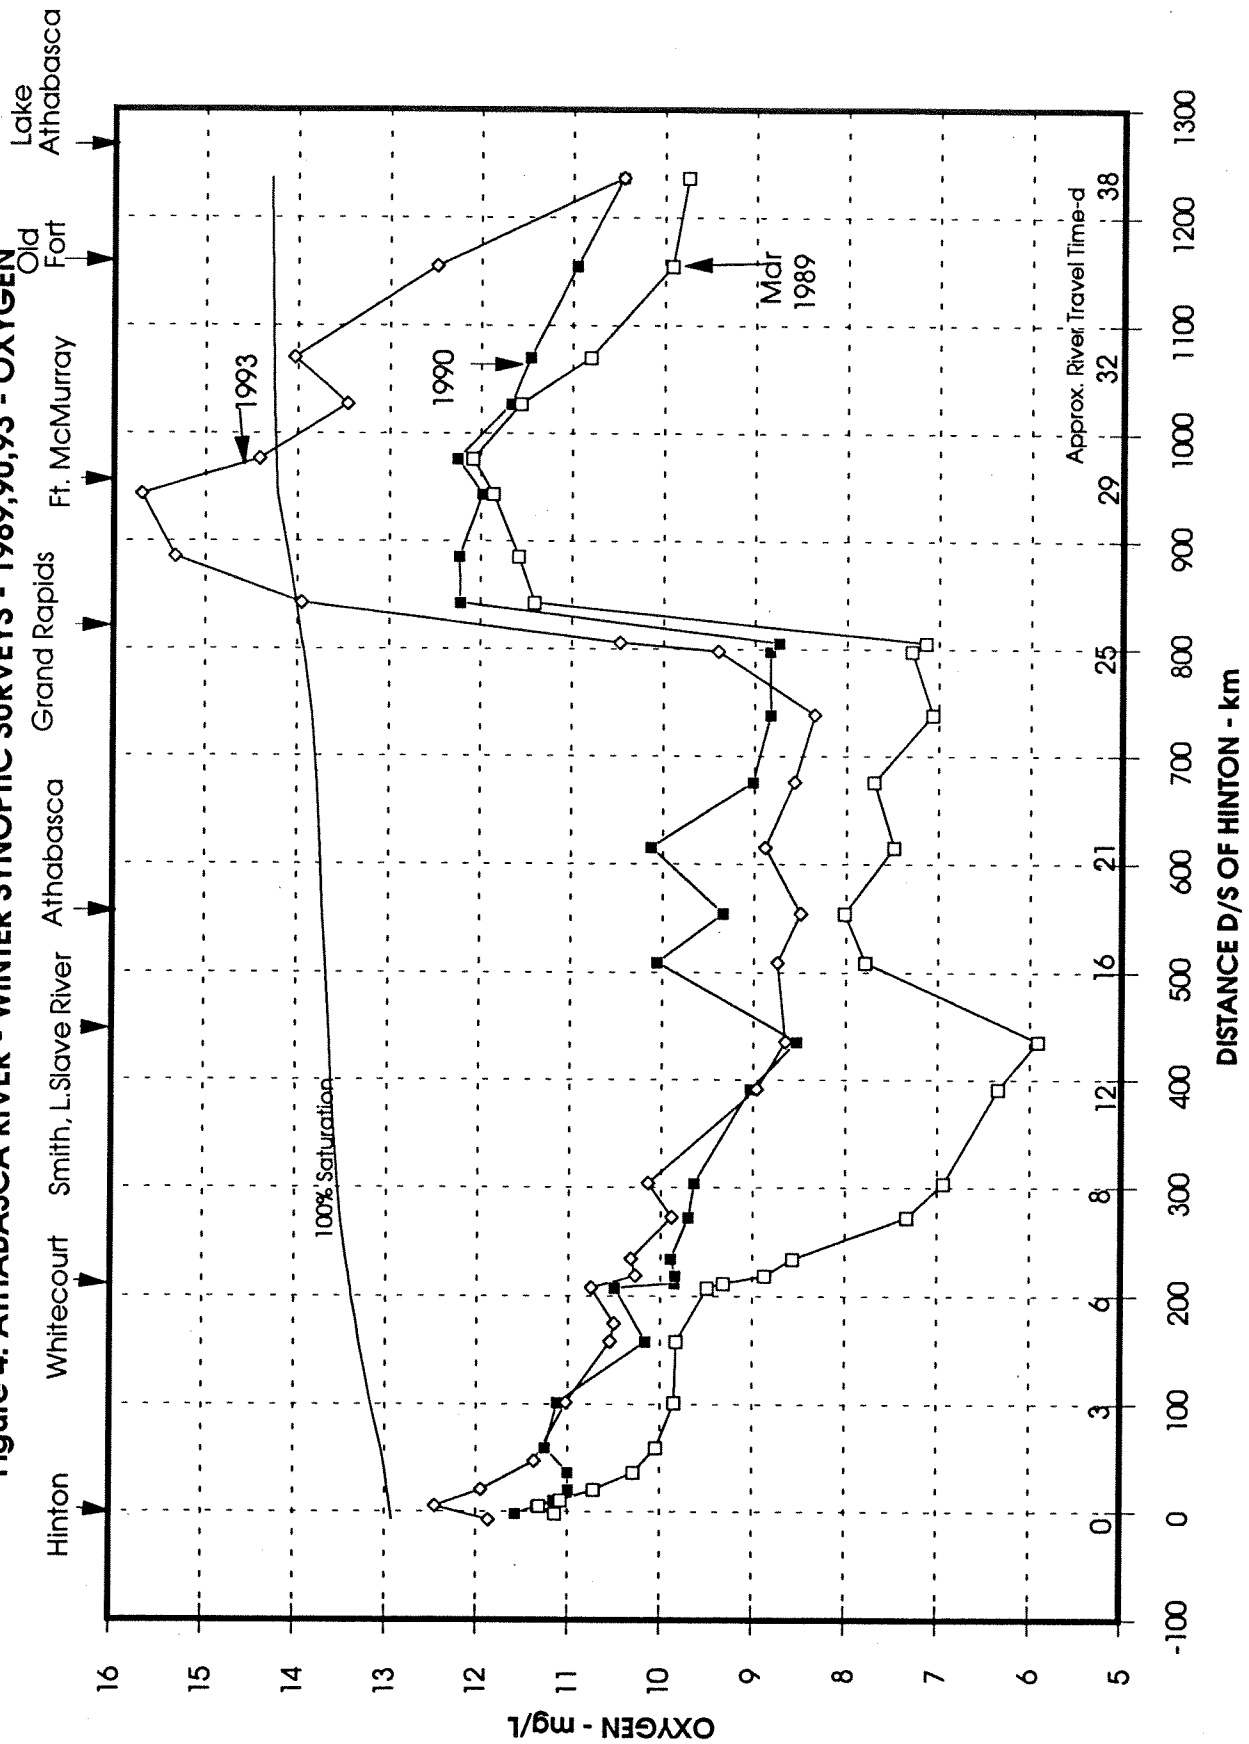 Figure 4. ATHABASCA RIVER - WINTER SYNOPTIC SURVEYS - 1989,90,93 - OXYGEN
Hinton
Whitecourt
Smith, L.Slave River
Athabasca
Grand Rapids
Ft. McMurray
Old
Fort
Lake
Athabasca
16
15
14
13
12
11
10
9
8
7
6
5
OXYGEN - mg/L
100% Saturation
1993
1990
Mar
1989
Approx. River Travel Time-d
0
3
6
8
12
16
21
25
29
32
38
-100
0
100
200
300
400
500
600
700
800
900
1000
1100
1200
1300
DISTANCE D/S OF HINTON - km